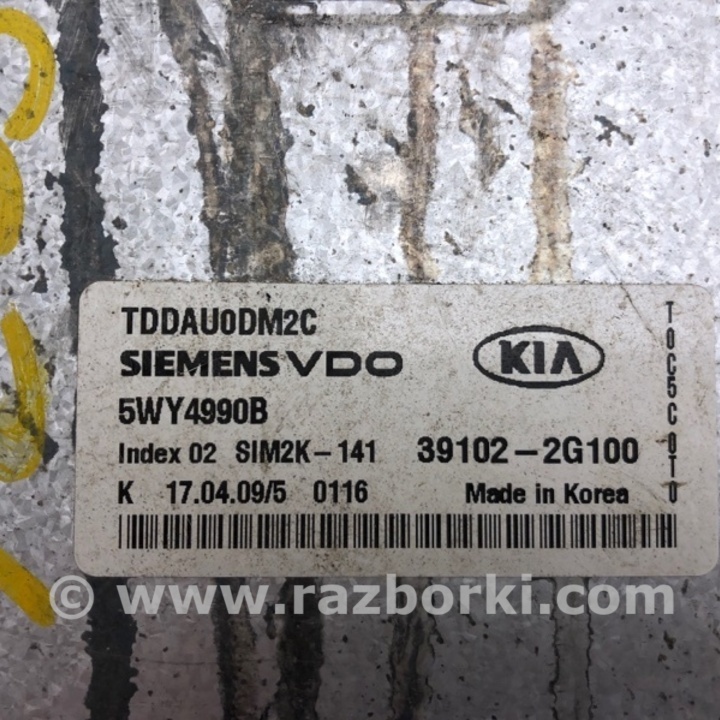 TDDAU0DM2C
SIEMENS VDO KIA
5WY4990B
Index 02 SIM2K-141 39102-2G100
K 17.04.09/5 0116 Made in Korea
T0C5C0T0
© www.razborki.com